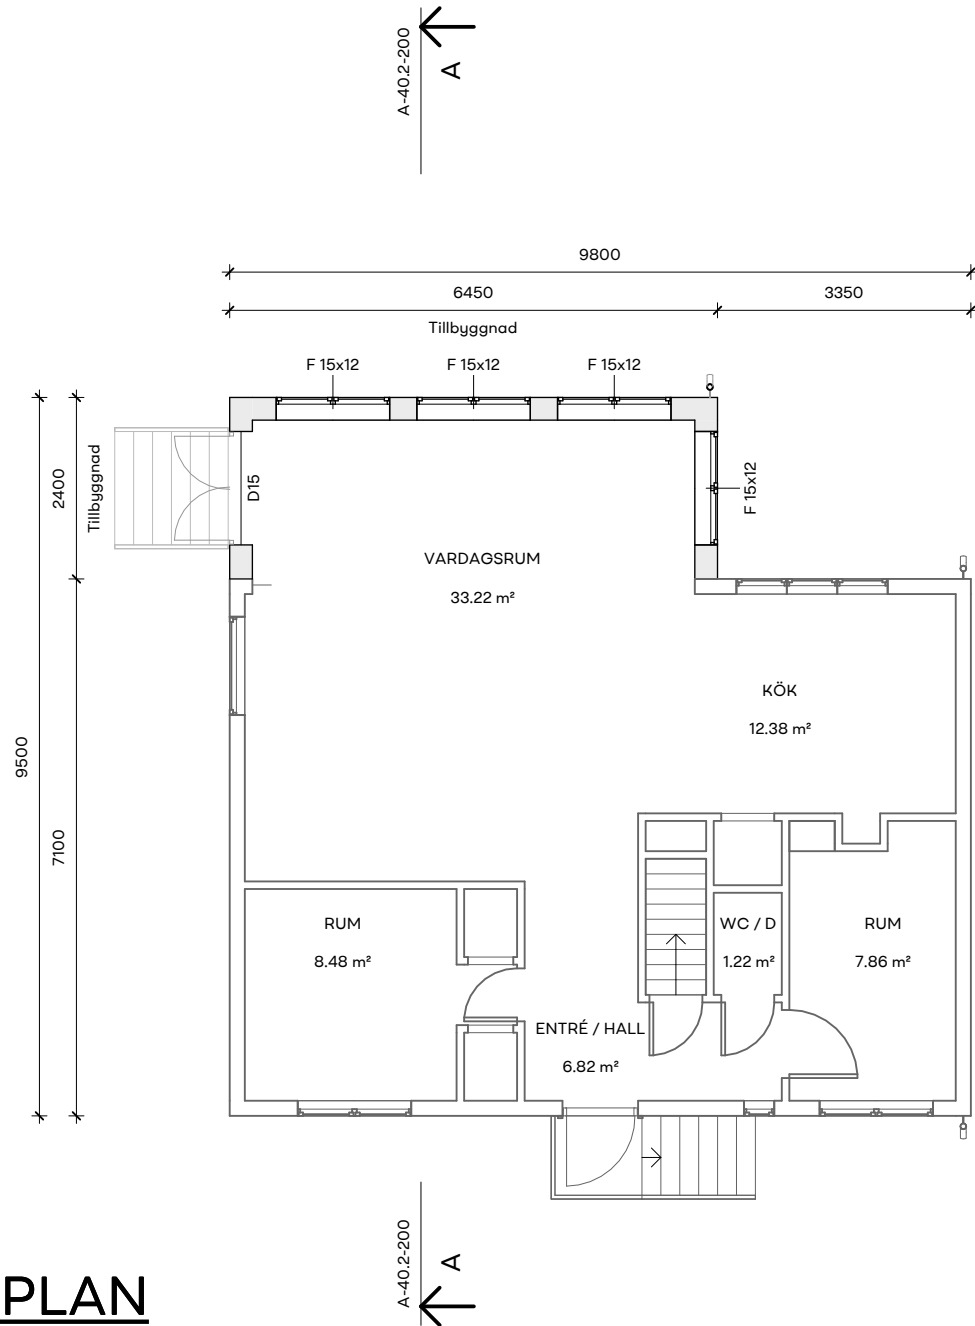 A-40.2-200
A
9800
6450
3350
Tillbyggnad
F 15x12
F 15x12
F 15x12
2400
Tillbyggnad
D15
F 15x12
VARDAGSRUM
33.22 m²
KÖK
12.38 m²
9500
7100
RUM
8.48 m²
WC / D
1.22 m²
RUM
7.86 m²
ENTRÉ / HALL
6.82 m²
A-40.2-200
A
PLAN